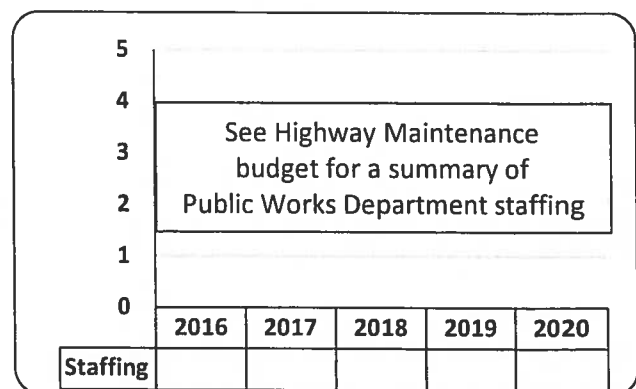 5
4
3
2
1
0
See Highway Maintenance
budget for a summary of
Public Works Department staffing
2016 2017 2018 2019 2020
Staffing